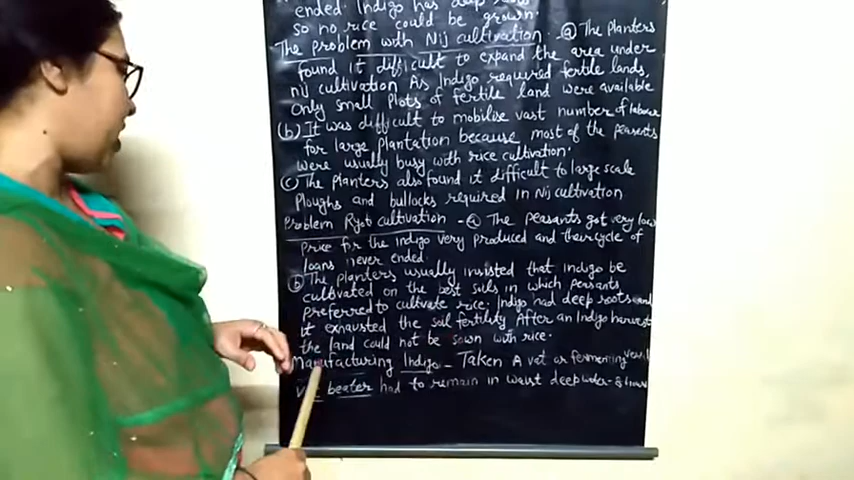 ended. Indigo has deep roots
so no rice could be grown.
The Problem with Nij cultivation :- ⓐ The Planters
found it difficult to expand the area under
nij cultivation As Indigo required fertile lands,
Only small Plots of fertile land were available
ⓑ It was difficult to mobilise vast number of labour
for large Plantation because most of the Peasants
were usually busy with rice cultivation.
ⓒ The Planters also found it difficult to large scale
Ploughs and bullocks required in Nij cultivation.
Problem Ryot cultivation - ⓐ The Peasants got very low
Price for the indigo very produced and their cycle of
loans never ended.
ⓑ The planters usually insisted that indigo be
cultivated on the best soils in which peasants
preferred to cultivate rice. Indigo had deep roots and
it exhausted the soil fertility. After an Indigo harvest
the land could not be sown with rice.
Manufacturing Indigo - Taken A vat or fermenting vessel
beater had to remain in waist deep water - 8 hours